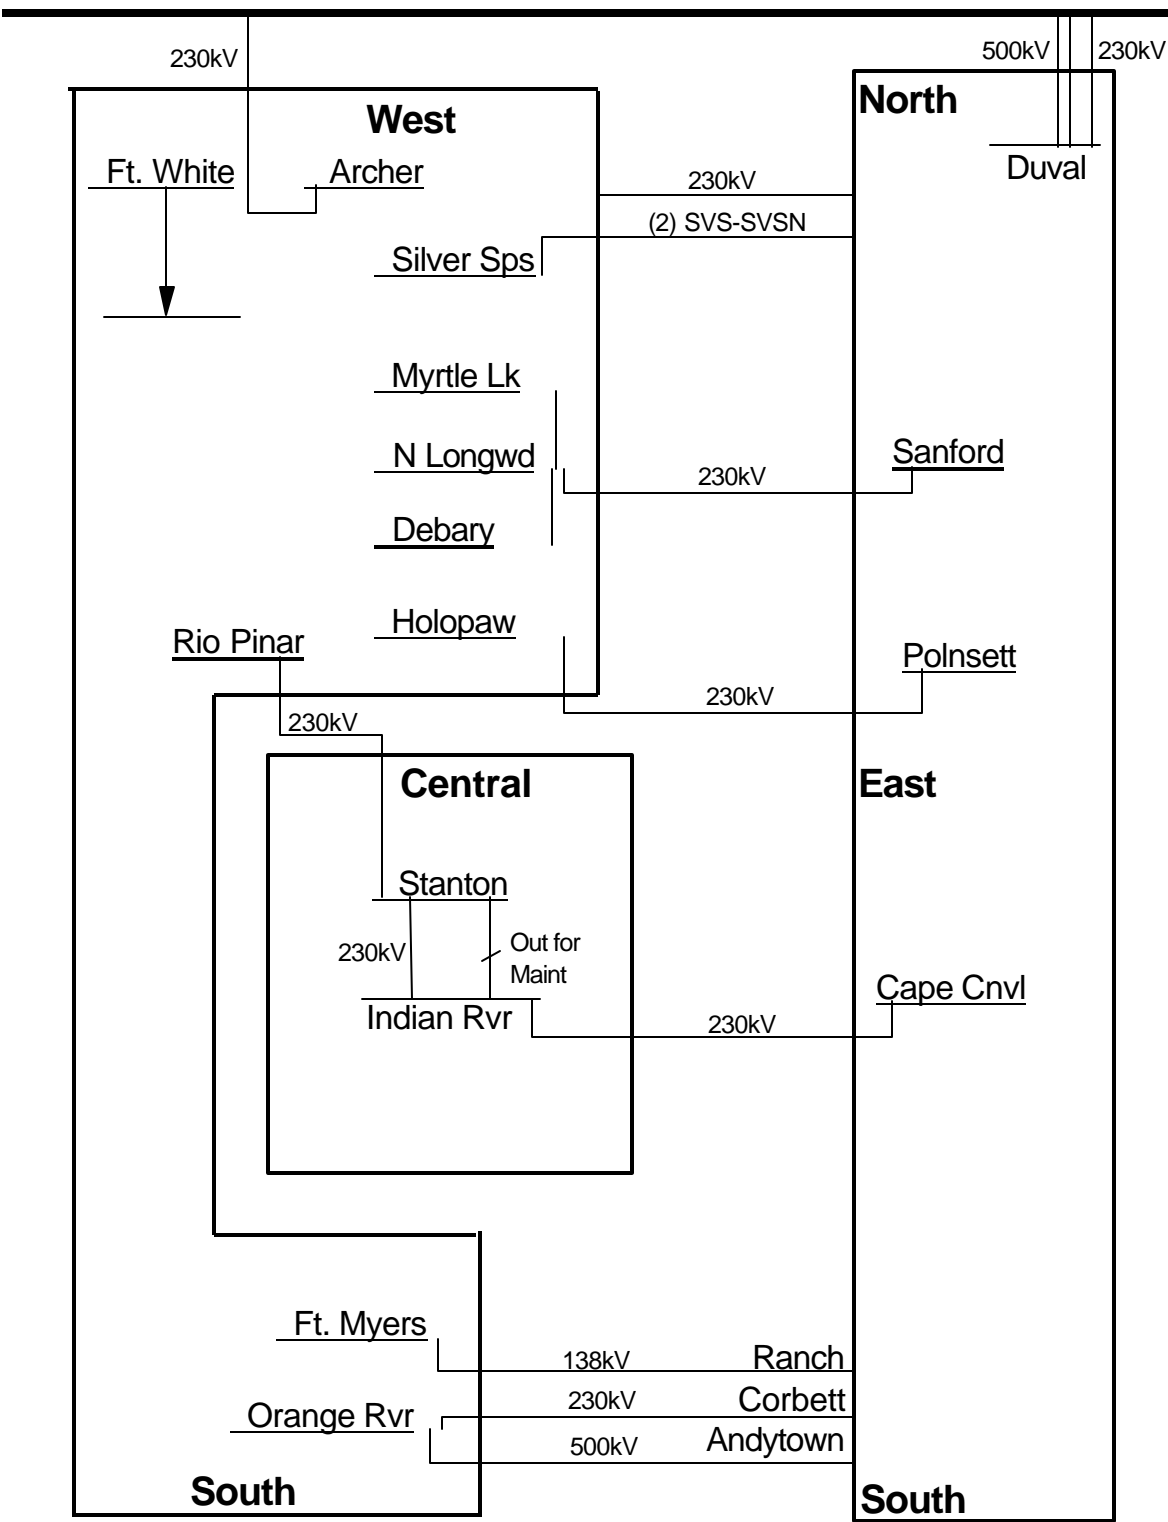 500kV 230kV
230kV
North
West
Ft. White Archer
Duval
230kV
(2) SVS-SVSN
Silver Sps
Myrtle Lk
N Longwd
Sanford
230kV
Debary
Holopaw
Rio Pinar
Polnsett
230kV
230kV
Central
East
Stanton
230kV
Out for
Maint
Cape Cnvl
Indian Rvr
230kV
Ft. Myers
138kV Ranch
230kV Corbett
Orange Rvr
500kV Andytown
South
South